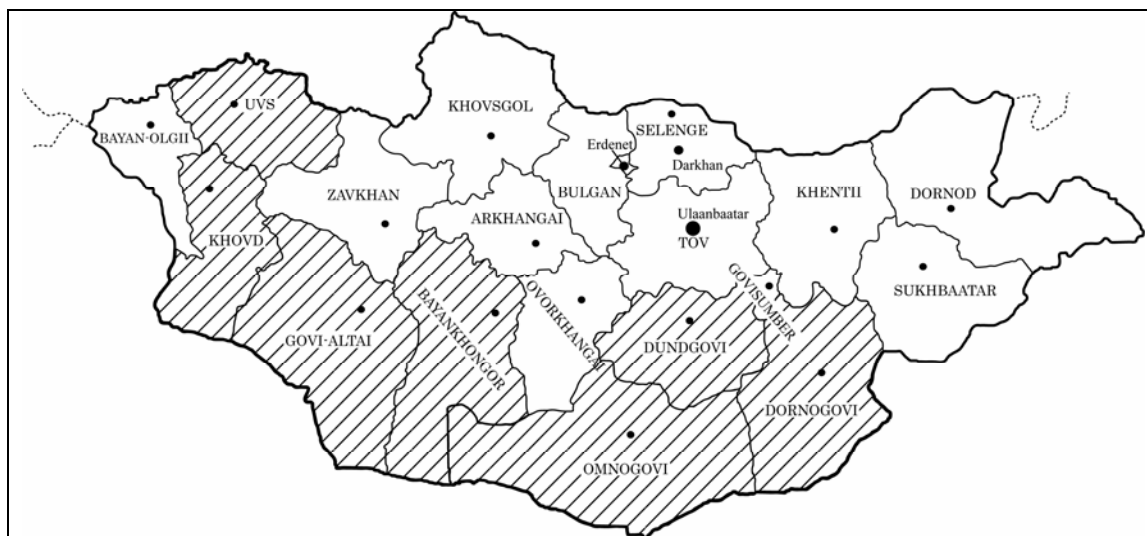 UVS
BAYAN-OLGII
KHOVSGOL
SELENGE
Erdenet
Darkhan
ZAVKHAN
BULGAN
KHENTII
DORNOD
ARKHANGAI
Ulaanbaatar
TOV
KHOVD
GOVISUMBER
SUKHBAATAR
OVORKHANGAI
BAYANKHONGOR
GOVI-ALTAI
DUNDGOVI
DORNOGOVI
OMNOGOVI